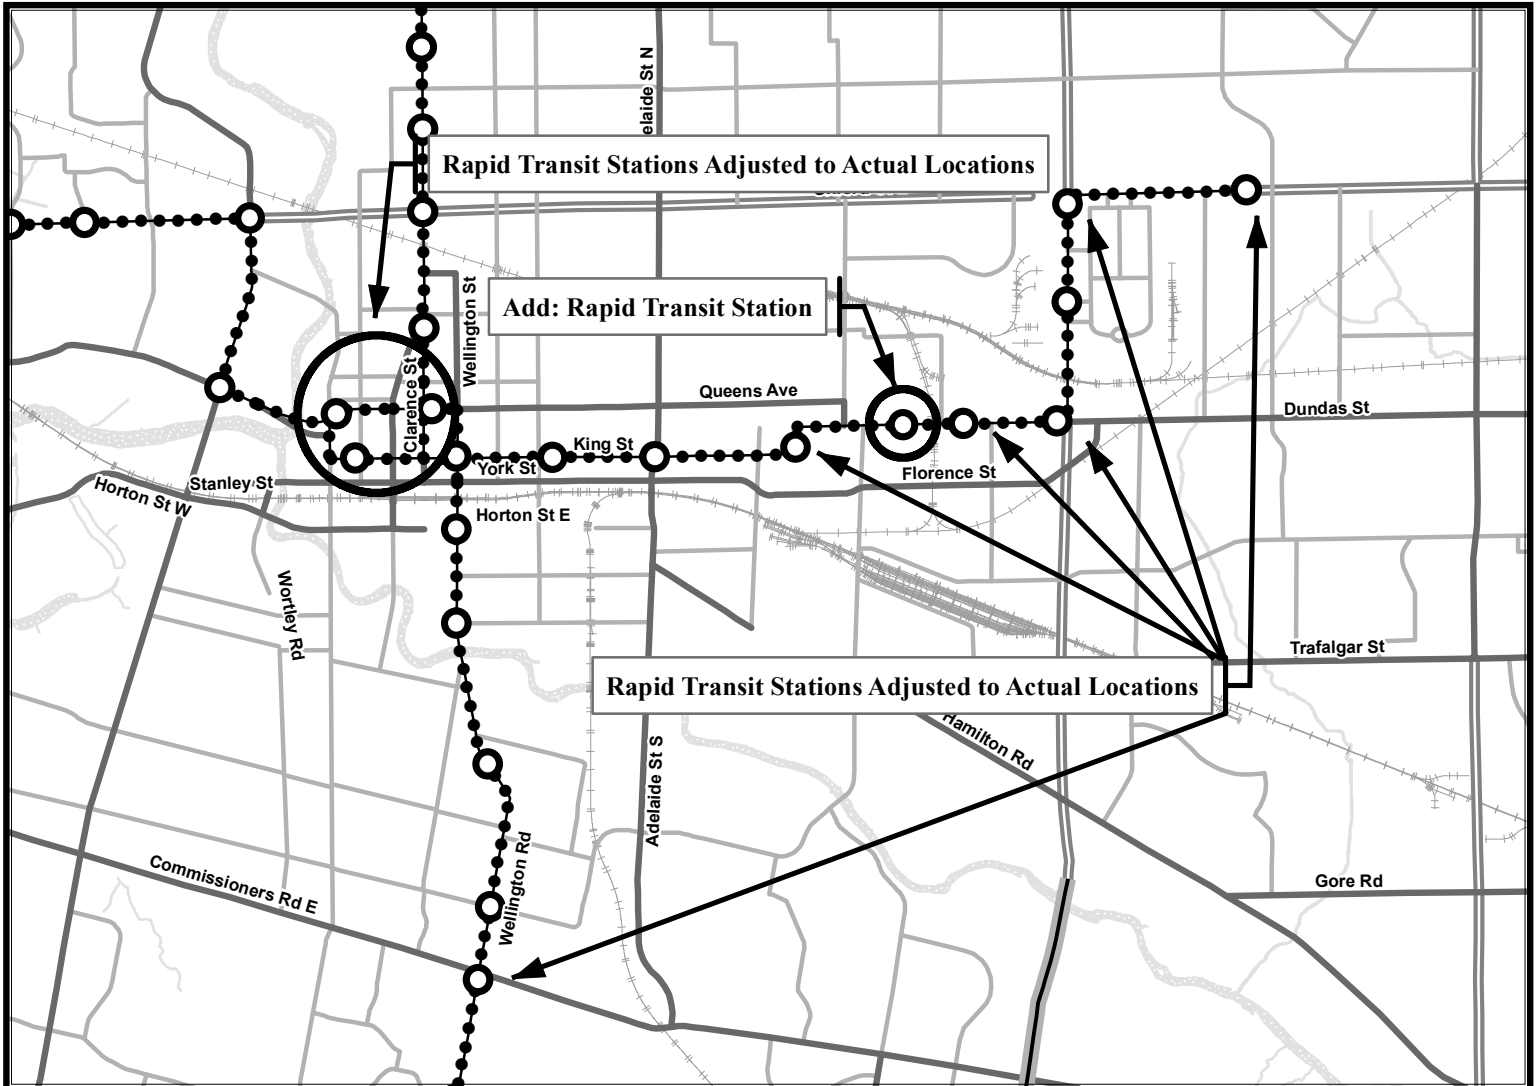 elaide St N
Rapid Transit Stations Adjusted to Actual Locations
Wellington St
Add: Rapid Transit Station
Clarence St
Queens Ave
Dundas St
King St
York St
Florence St
Stanley St
Horton St W
Horton St E
Wortley Rd
Trafalgar St
Rapid Transit Stations Adjusted to Actual Locations
Hamilton Rd
Adelaide St S
Wellington Rd
Commissioners Rd E
Gore Rd